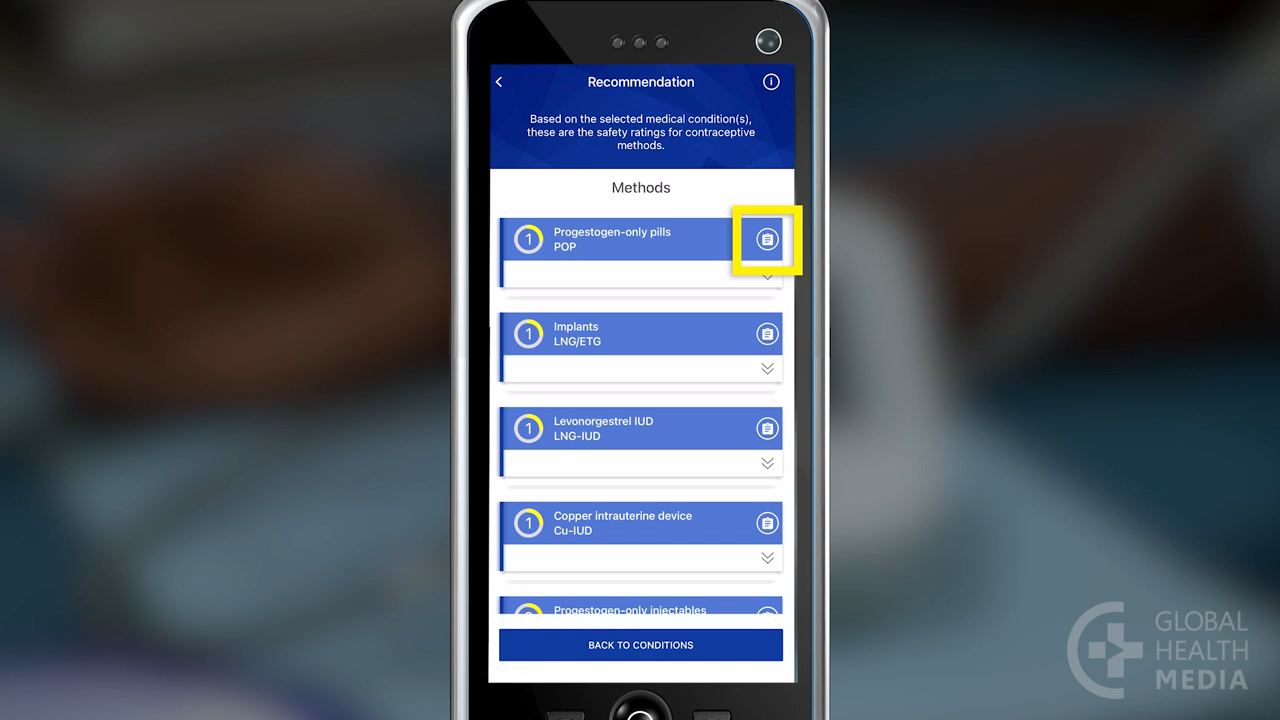 Recommendation
Based on the selected medical condition(s),
these are the safety ratings for contraceptive
methods.
Methods
1
Progestogen-only pills
POP
1
Implants
LNG/ETG
1
Levonorgestrel IUD
LNG-IUD
1
Copper intrauterine device
Cu-IUD
Progestogen-only injectables
BACK TO CONDITIONS
GLOBAL
HEALTH
MEDIA